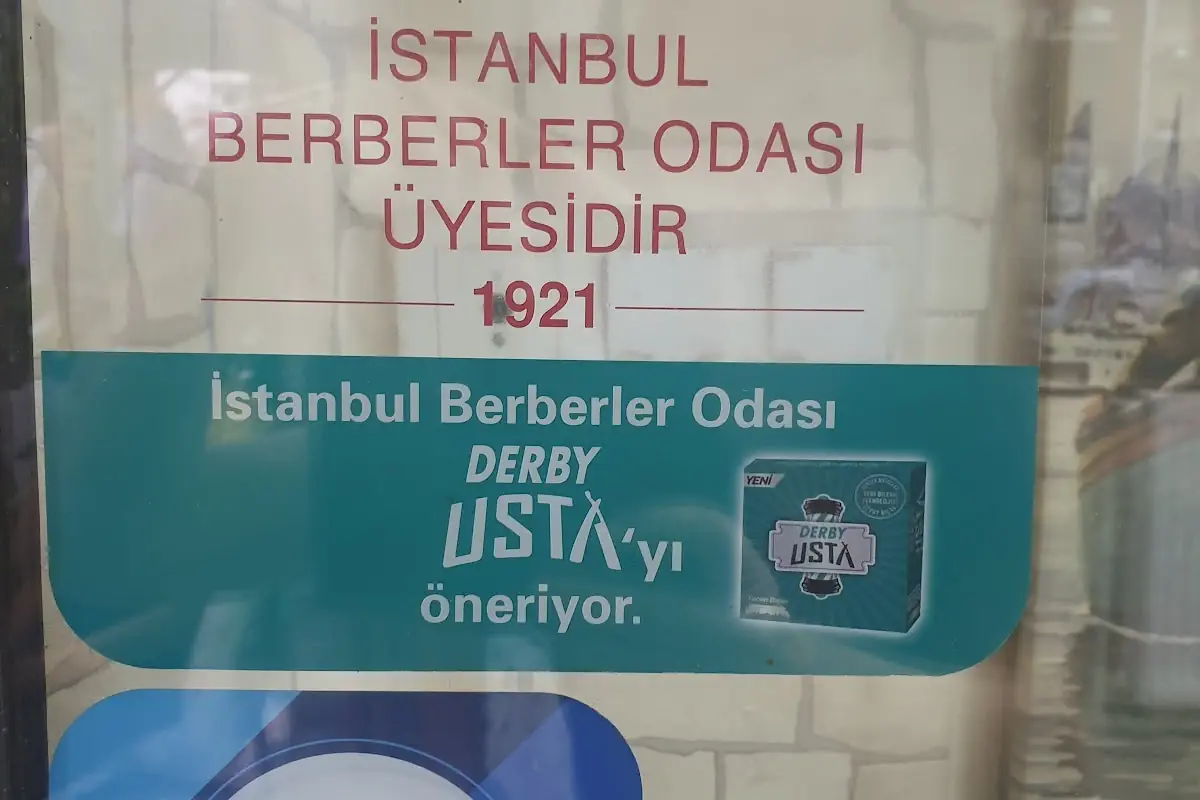 İSTANBUL
BERBERLER ODASI
ÜYESİDİR
1921
İstanbul Berberler Odası
DERBY
USTA'yı
öneriyor.
YENİ
DERBY
USTA